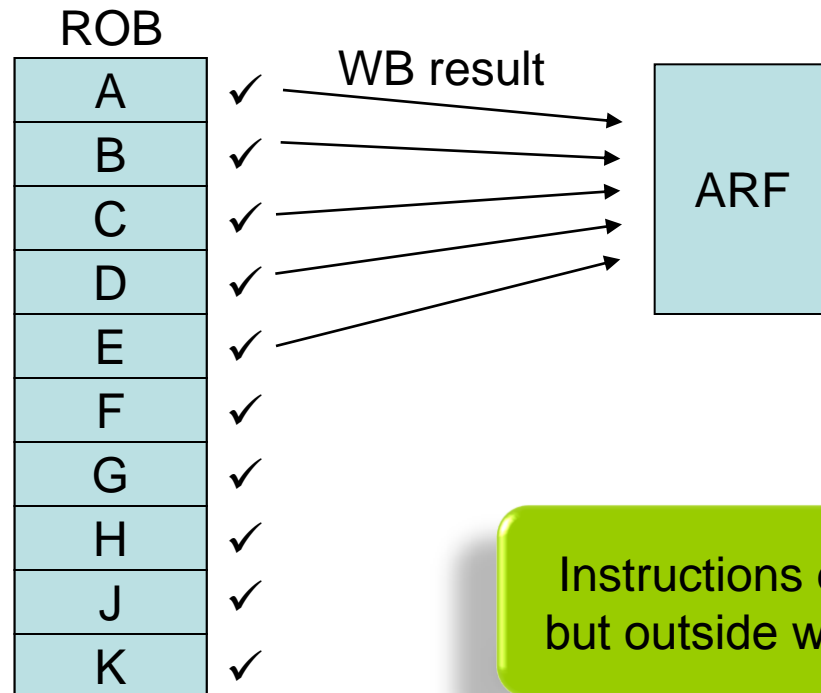 ROB
WB result
A ✓
B ✓
C ✓
D ✓
E ✓
F ✓
G ✓
H ✓
J ✓
K ✓
ARF
Instructions
but outside